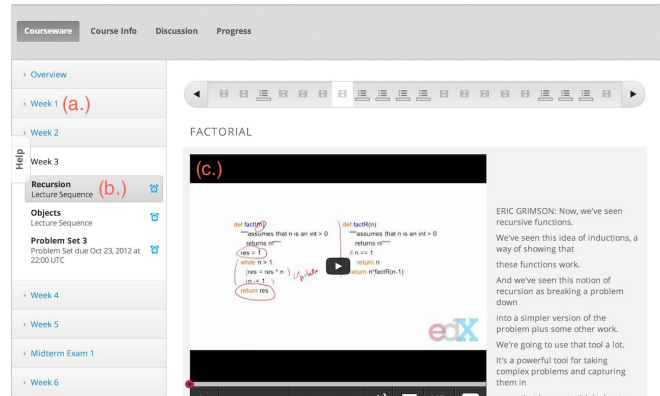 Courseware Course Info Discussion Progress
Overview
Week 1 (a.)
Week 2
Help
Week 3
Recursion
Lecture Sequence (b.)
Objects
Lecture Sequence
Problem Set 3
Problem Set due Oct 23, 2012 at
22:00 UTC
Week 4
Week 5
Midterm Exam 1
Week 6
FACTORIAL
(c.)
def fact(n):
"""assumes that n is an int > 0
returns n!"""
res = 1
while n > 1:
res = res * n
n -= 1
return res
update
def factR(n):
"""assumes that n is an int > 0
returns n!"""
if n == 1:
return n
return n*factR(n-1)
edX
ERIC GRIMSON: Now, we've seen
recursive functions.
We've seen this idea of inductions, a
way of showing that
these functions work.
And we've seen this notion of
recursion as breaking a problem
down
into a simpler version of the
problem plus some other work.
We're going to use that tool a lot.
It's a powerful tool for taking
complex problems and capturing
them in